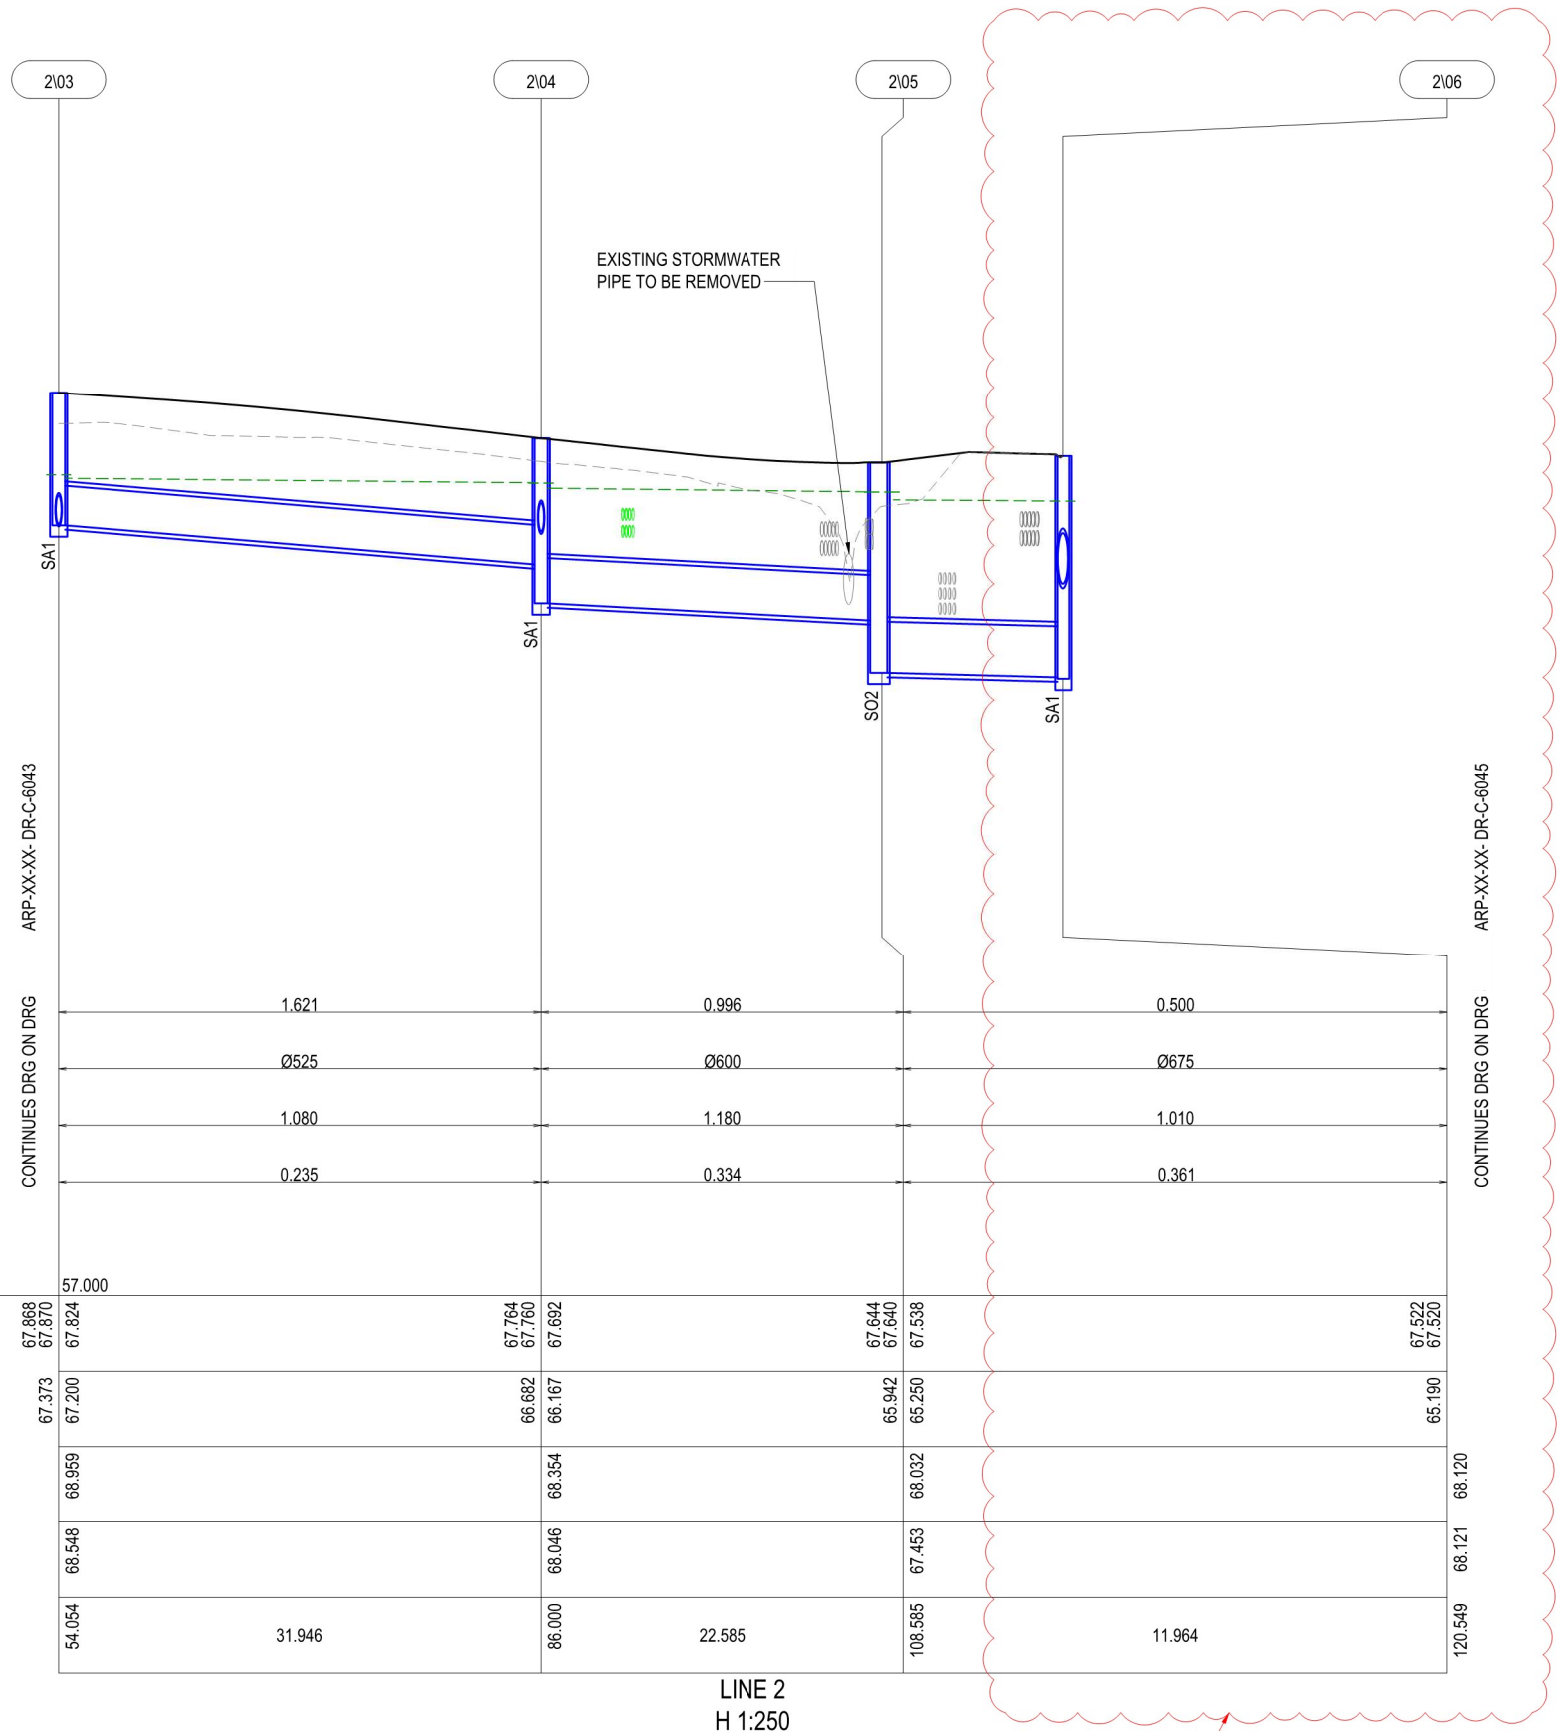 2\03
2\04
2\05
2\06
EXISTING STORMWATER
PIPE TO BE REMOVED
SA1
SA1
SO2
SA1
CONTINUES DRG ON DRG ARP-XX-XX- DR-C-6043
CONTINUES DRG ON DRG ARP-XX-XX- DR-C-6045
1.621 0.996 0.500
Ø525 Ø600 Ø675
1.080 1.180 1.010
0.235 0.334 0.361
57.000
67.868 67.870 67.824 67.764 67.760 67.692 67.644 67.640 67.538 67.522 67.520
67.373 67.200 66.682 66.167 65.942 65.250 65.190
68.959 68.354 68.032 68.120
68.548 68.046 67.453 68.121
54.054 31.946 86.000 22.585 108.585 11.964 120.549
LINE 2
H 1:250